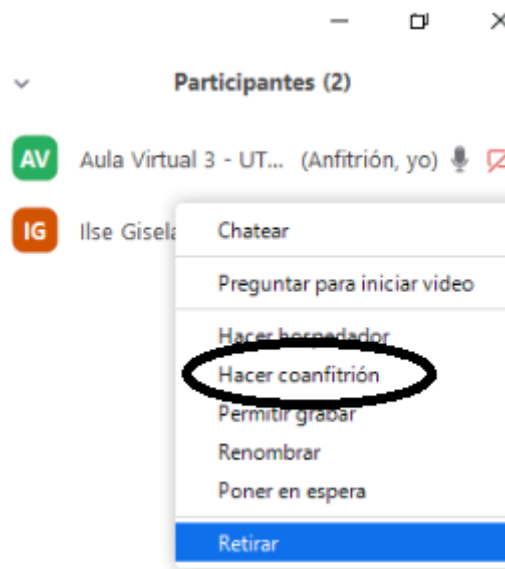 Participantes (2)
AV Aula Virtual 3 - UT... (Anfitrión, yo)
IG Ilse Gisela
Chatear
Preguntar para iniciar video
Hacer hospedador
Hacer coanfitrión
Permitir grabar
Renombrar
Poner en espera
Retirar